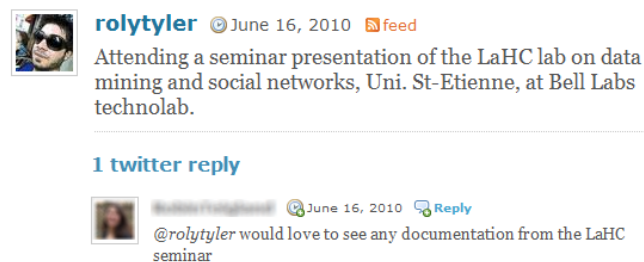 rolytyler June 16, 2010 feed
Attending a seminar presentation of the LaHC lab on data
mining and social networks, Uni. St-Etienne, at Bell Labs
technolab.
1 twitter reply
June 16, 2010 Reply
@rolytyler would love to see any documentation from the LaHC
seminar